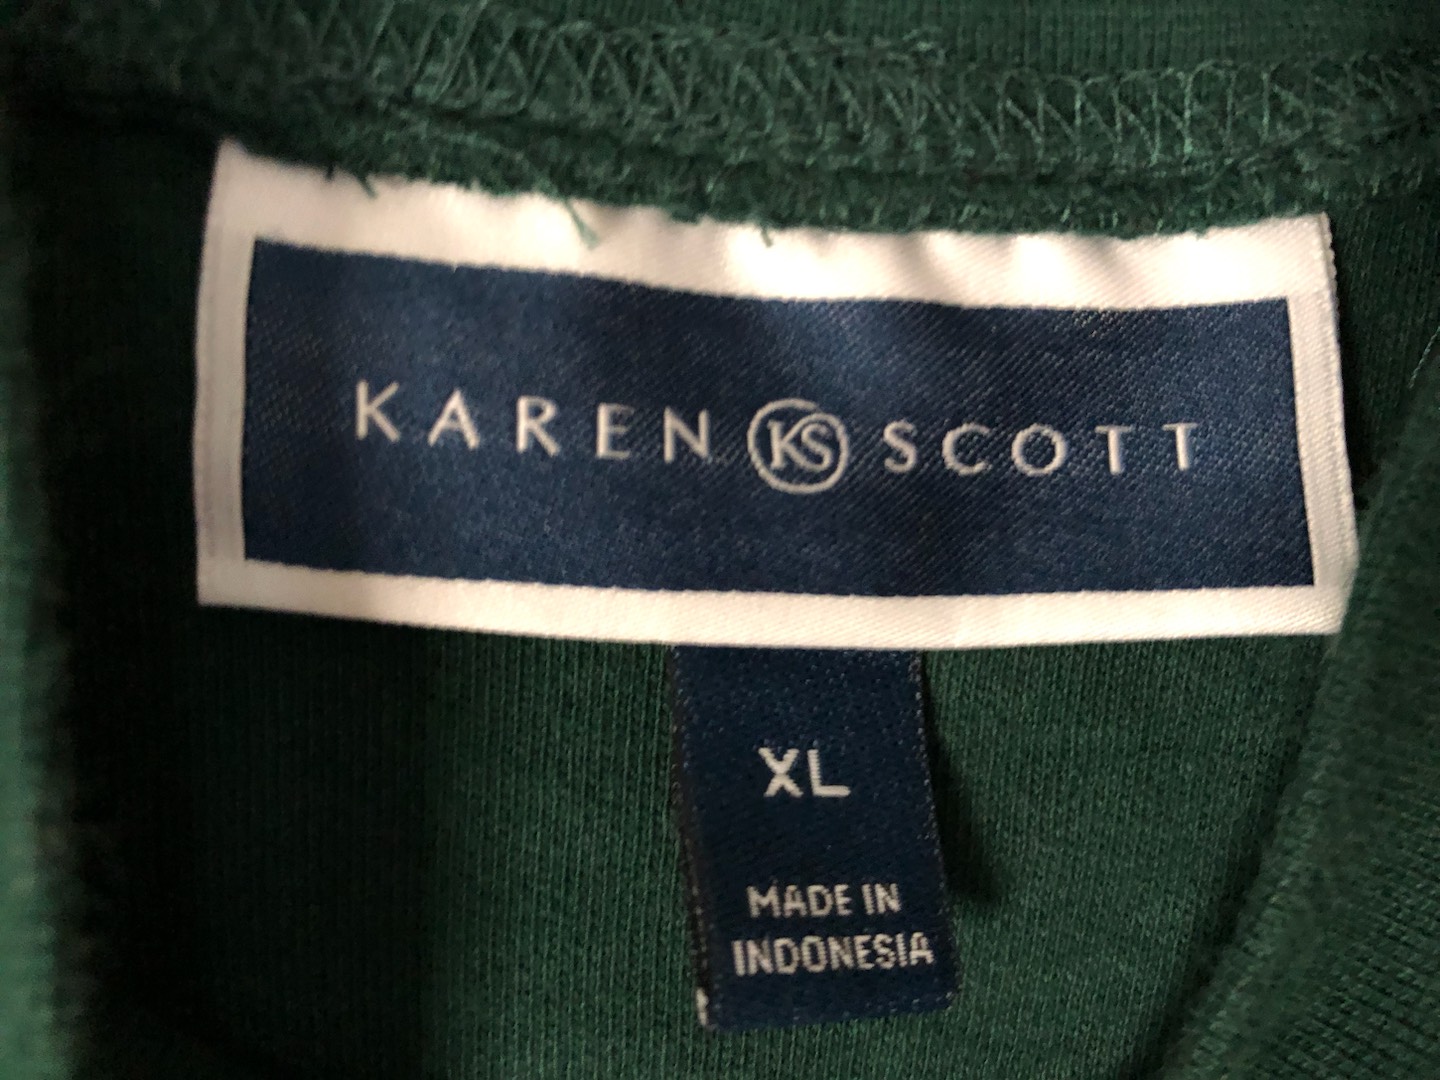 KAREN KS SCOTT
XL
MADE IN
INDONESIA